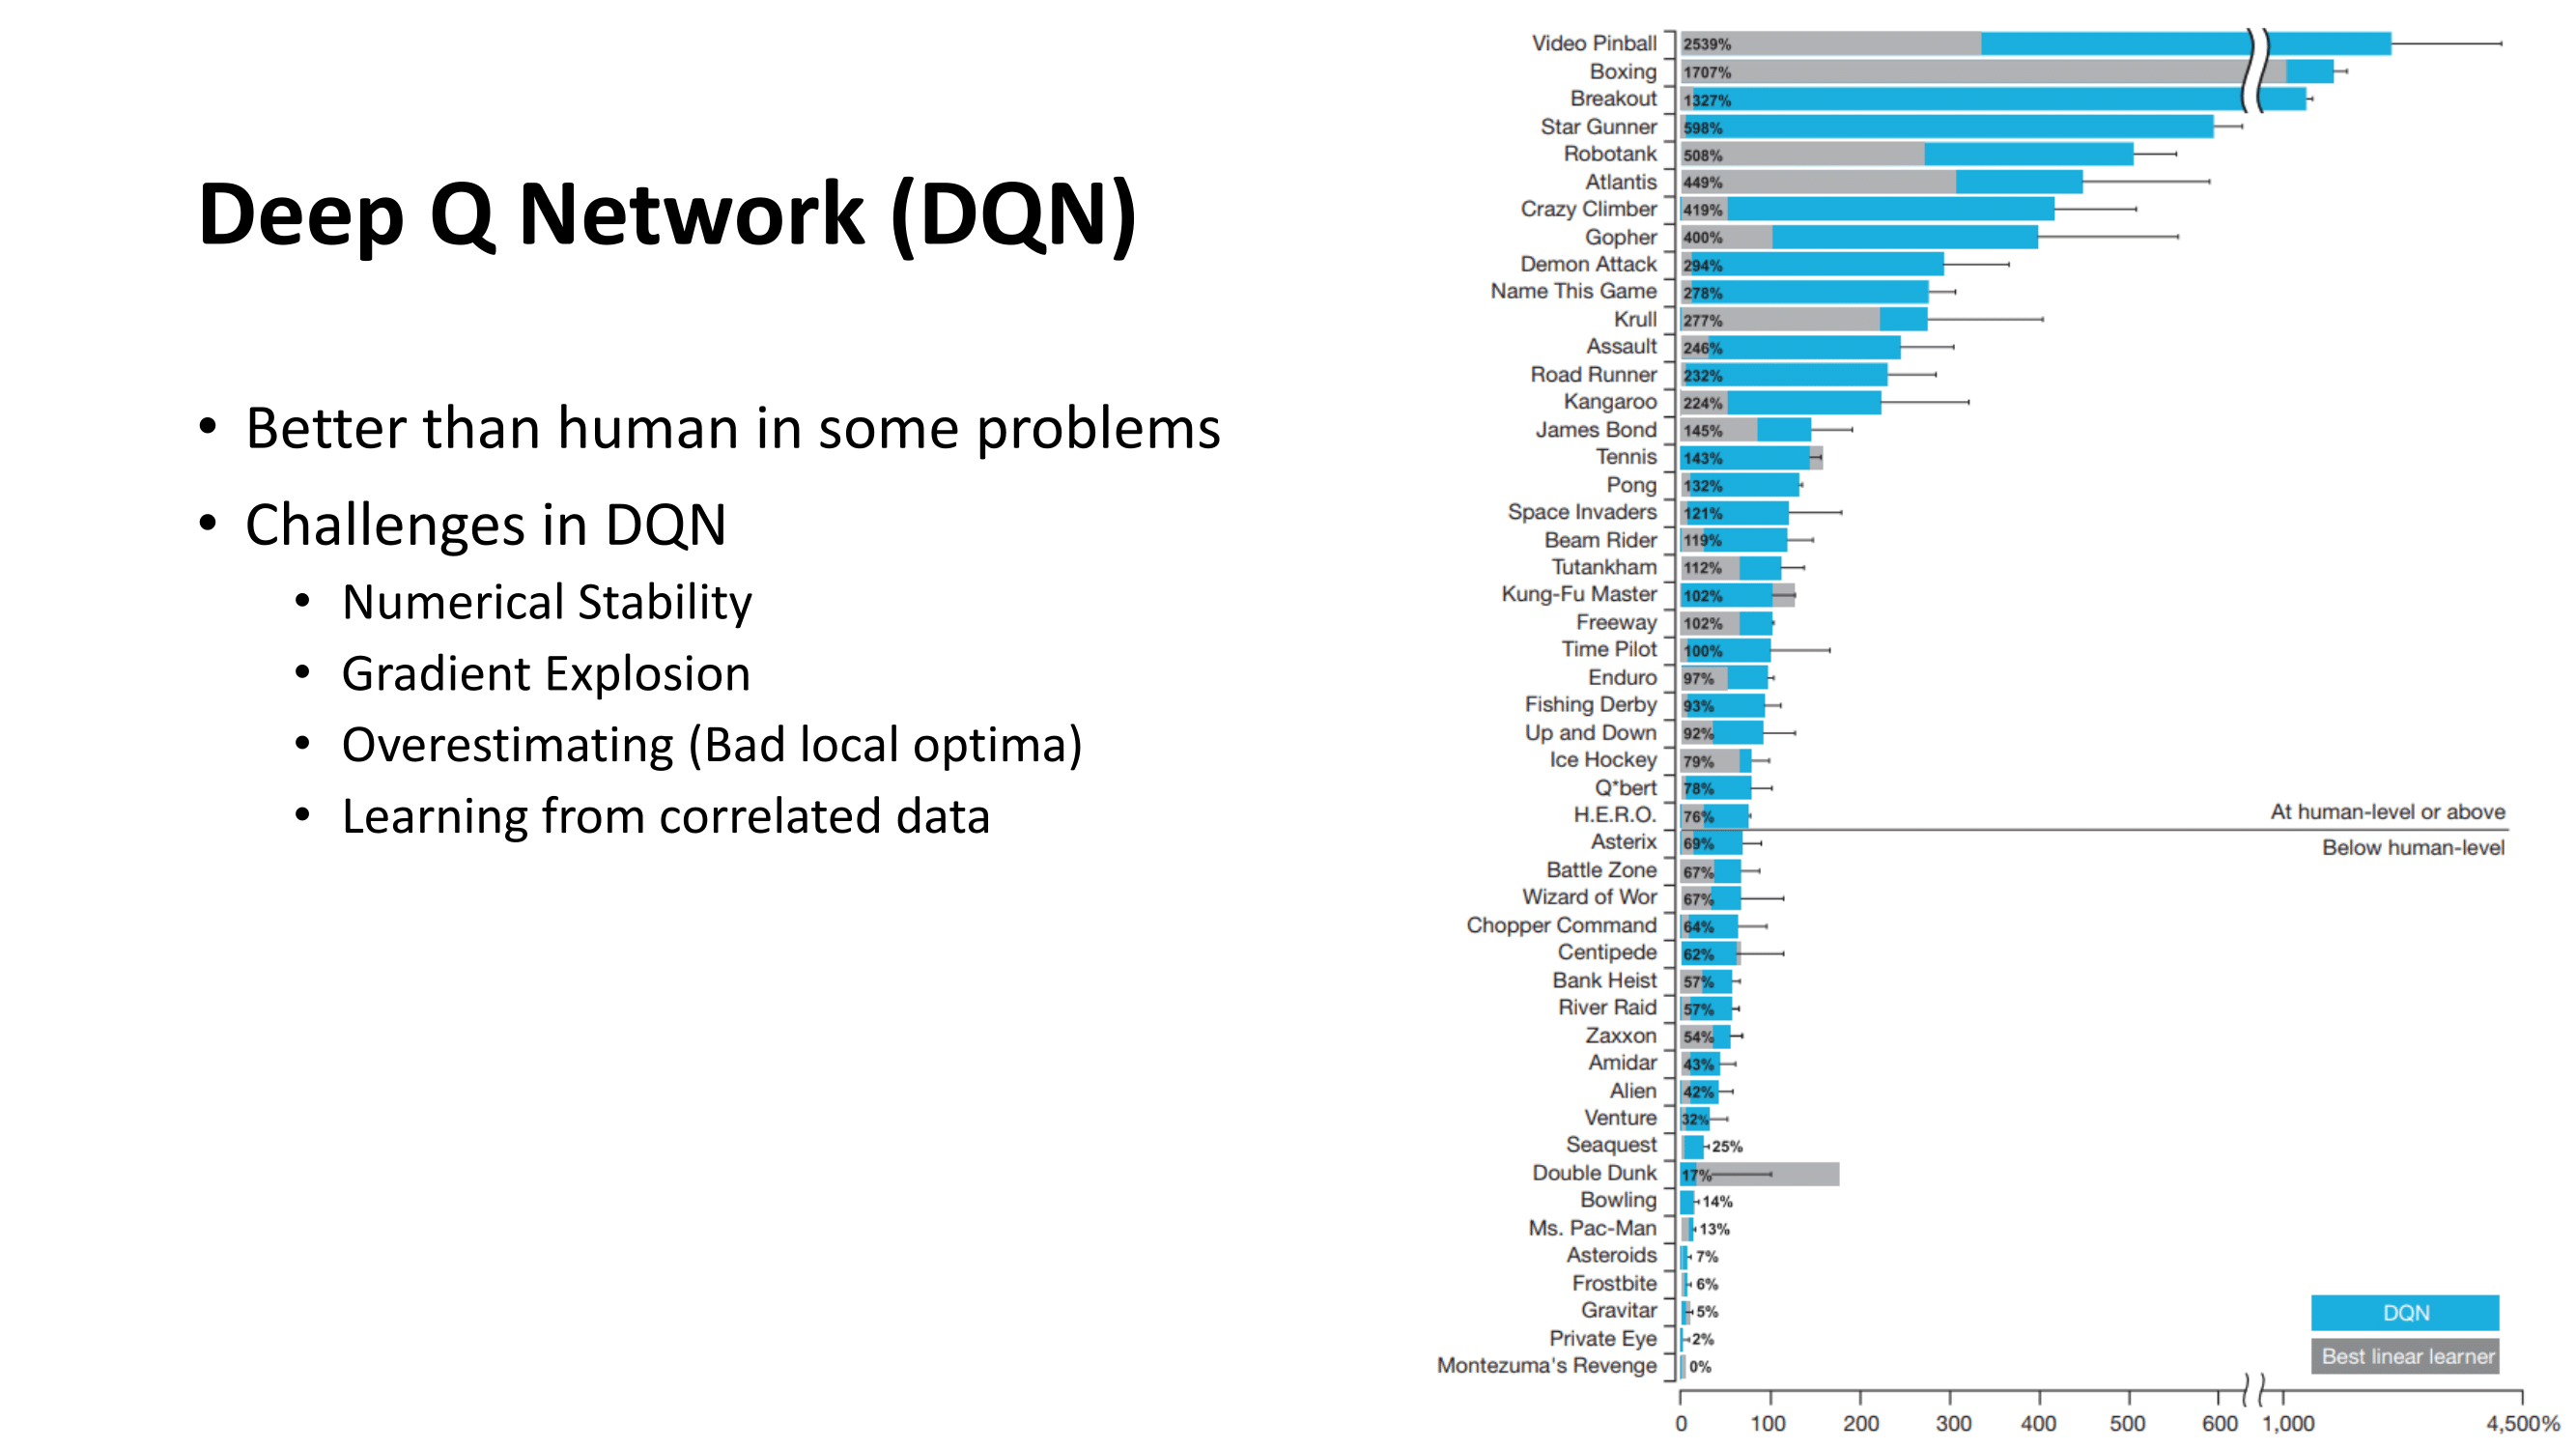 Deep Q Network (DQN)
• Better than human in some problems
• Challenges in DQN
• Numerical Stability
• Gradient Explosion
• Overestimating (Bad local optima)
• Learning from correlated data
Video Pinball 2539%
Boxing 1707%
Breakout 1327%
Star Gunner 598%
Robotank 508%
Atlantis 449%
Crazy Climber 419%
Gopher 400%
Demon Attack 294%
Name This Game 278%
Krull 277%
Assault 246%
Road Runner 232%
Kangaroo 224%
James Bond 145%
Tennis 143%
Pong 132%
Space Invaders 121%
Beam Rider 119%
Tutankham 112%
Kung-Fu Master 102%
Freeway 102%
Time Pilot 100%
Enduro 97%
Fishing Derby 93%
Up and Down 92%
Ice Hockey 79%
Q*bert 78%
H.E.R.O. 76%
At human-level or above
Asterix 69%
Below human-level
Battle Zone 67%
Wizard of Wor 67%
Chopper Command 64%
Centipede 62%
Bank Heist 57%
River Raid 57%
Zaxxon 54%
Amidar 43%
Alien 42%
Venture 32%
Seaquest 25%
Double Dunk 17%
Bowling 14%
Ms. Pac-Man 13%
Asteroids 7%
Frostbite 6%
Gravitar 5%
Private Eye 2%
Montezuma's Revenge 0%
DQN
Best linear learner
0 100 200 300 400 500 600 1,000 4,500%